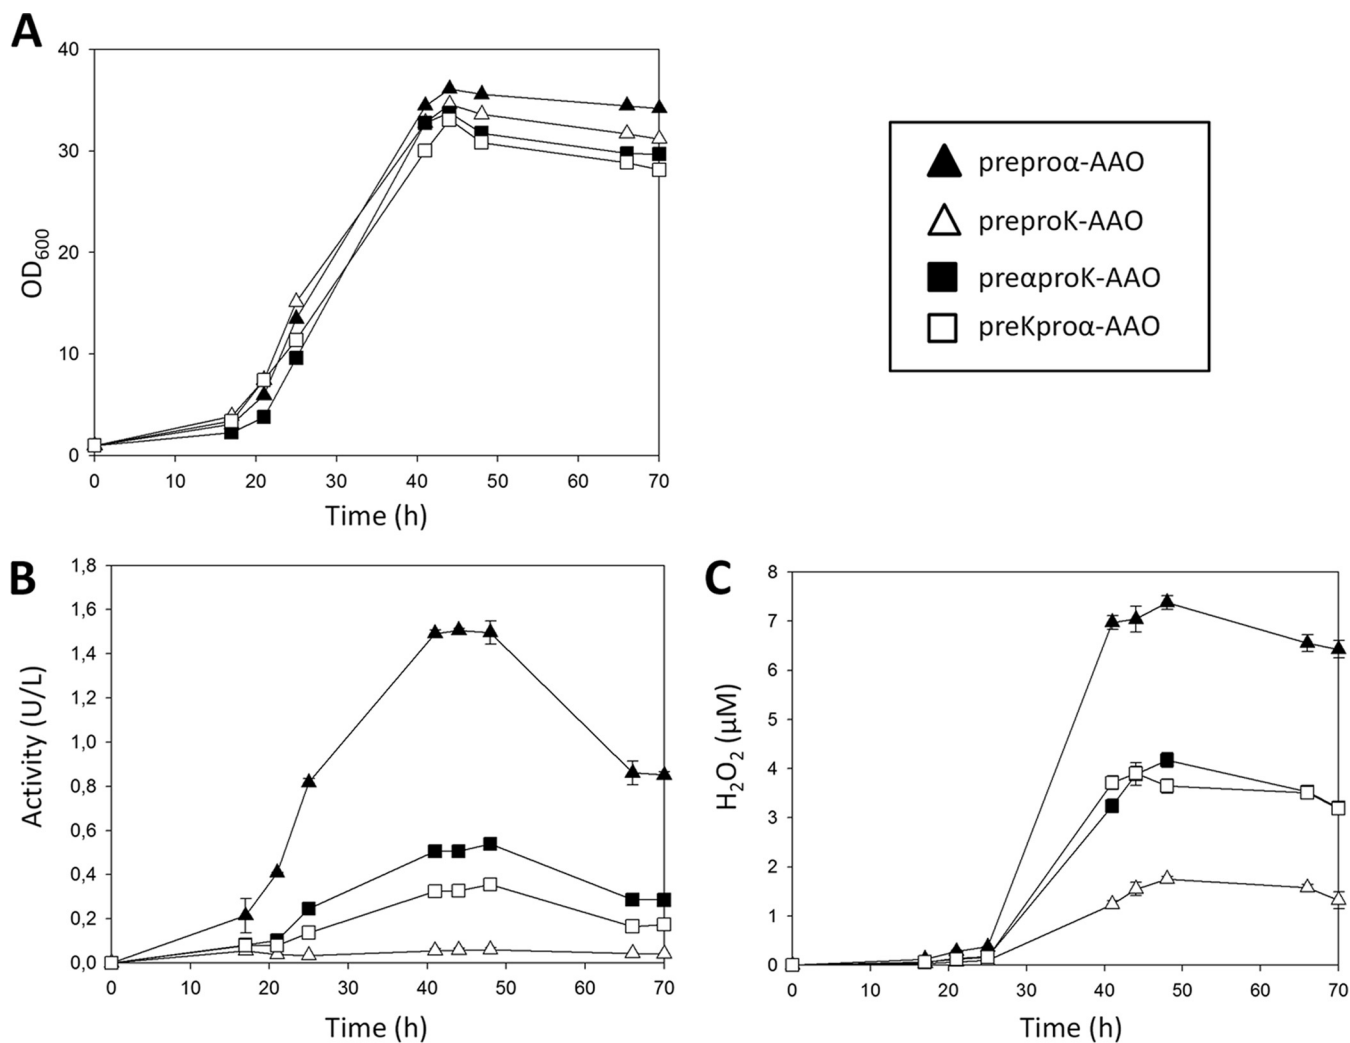 A
40
30
20
10
0
OD600
0 10 20 30 40 50 60 70
Time (h)
preproα-AAO
preproK-AAO
preαproK-AAO
preKproα-AAO
B
1,8
1,6
1,4
1,2
1,0
0,8
0,6
0,4
0,2
0,0
Activity (U/L)
0 10 20 30 40 50 60 70
Time (h)
C
8
7
6
5
4
3
2
1
0
H2O2 (μM)
0 10 20 30 40 50 60 70
Time (h)